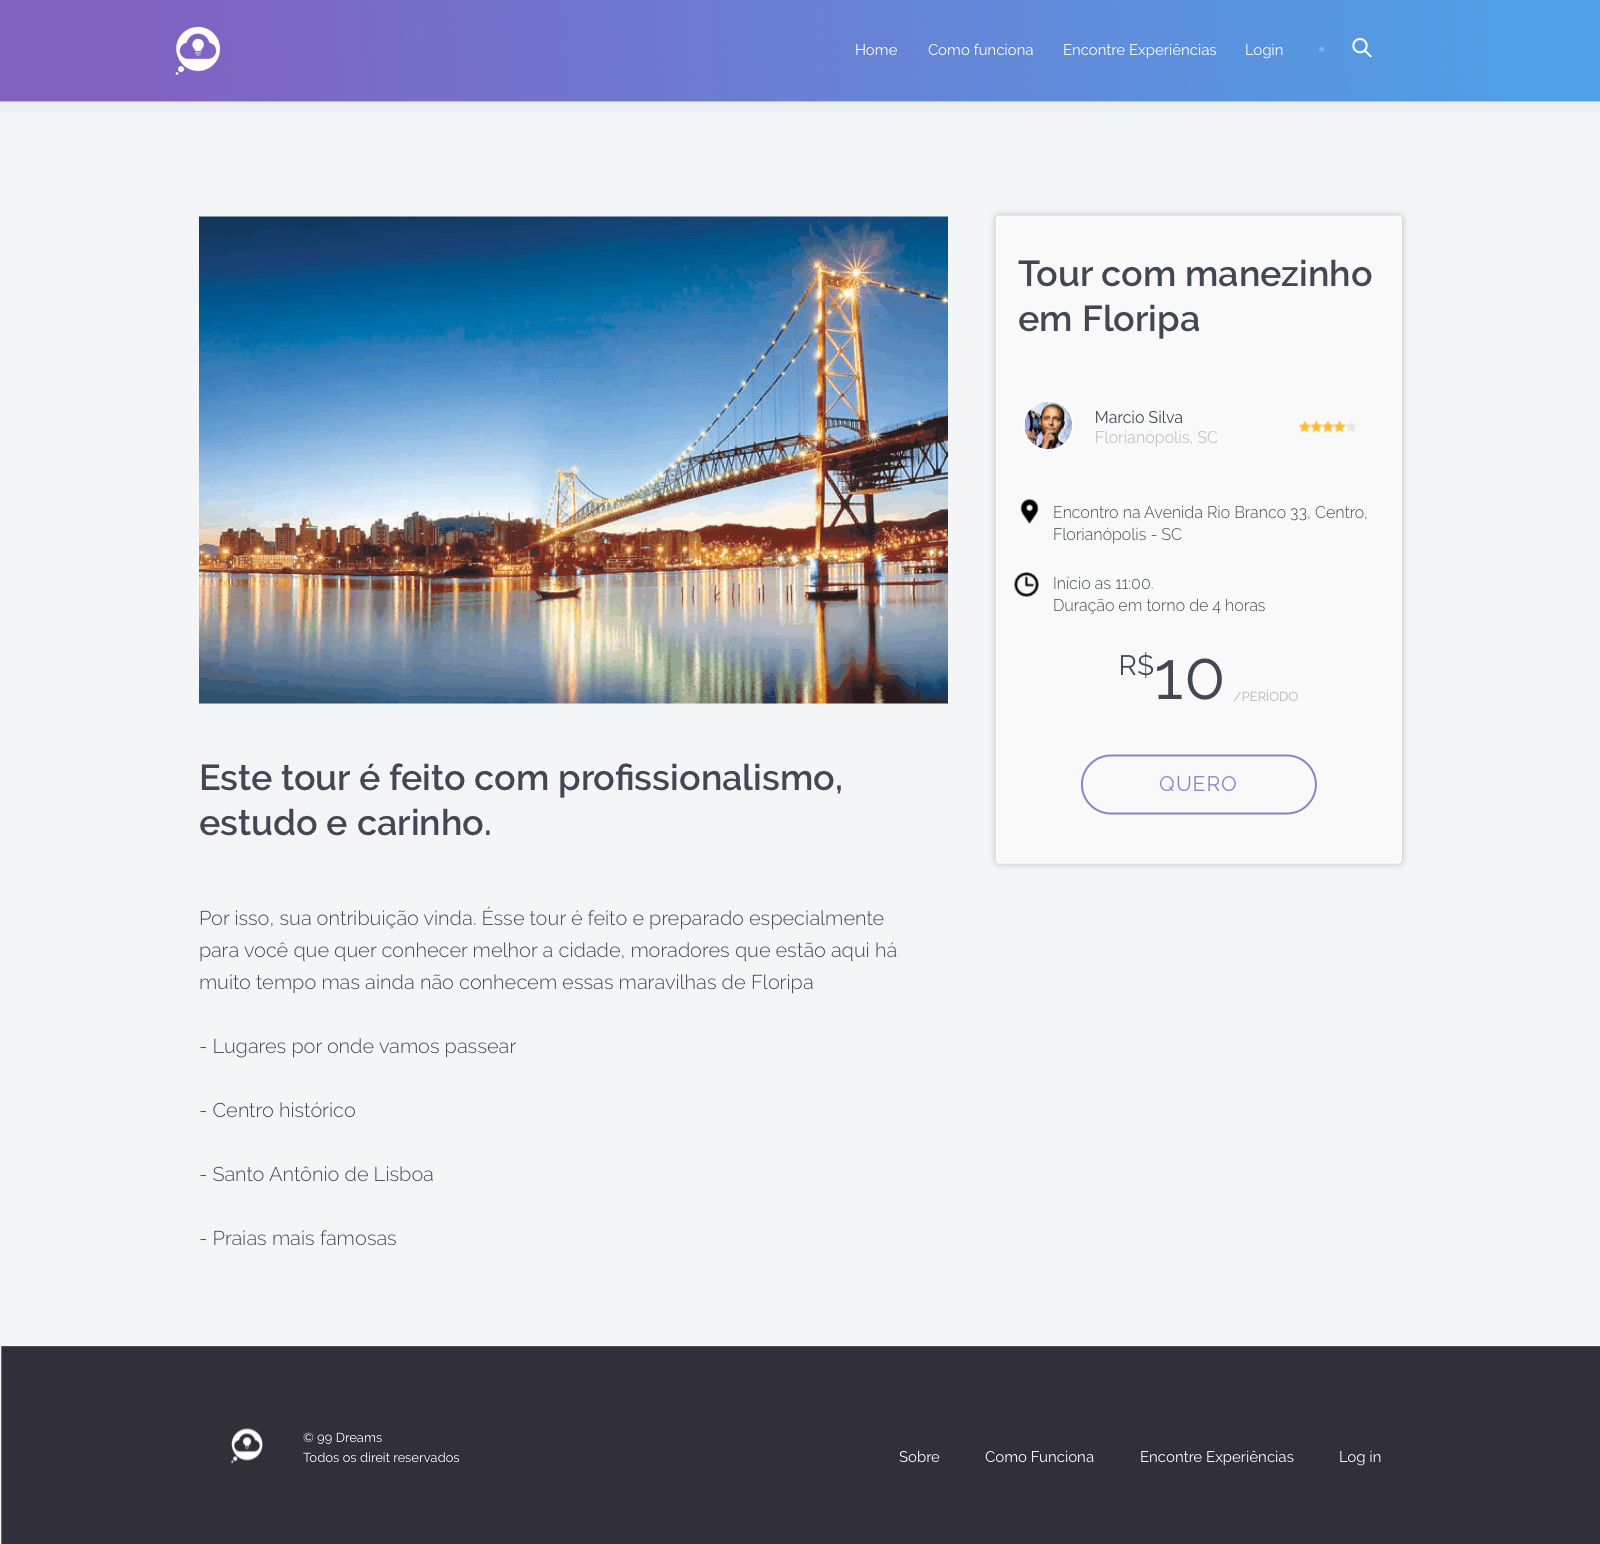 Home Como funciona Encontre Experiências Login
Tour com manezinho
em Floripa
Marcio Silva
Florianópolis, SC
Encontro na Avenida Rio Branco 33, Centro,
Florianópolis - SC
Início as 11:00.
Duração em torno de 4 horas
R$10 /PERÍODO
QUERO
Este tour é feito com profissionalismo,
estudo e carinho.
Por isso, sua ontribuição vinda. Ésse tour é feito e preparado especialmente
para você que quer conhecer melhor a cidade, moradores que estão aqui há
muito tempo mas ainda não conhecem essas maravilhas de Floripa
- Lugares por onde vamos passear
- Centro histórico
- Santo Antônio de Lisboa
- Praias mais famosas
© 99 Dreams
Todos os direit reservados
Sobre Como Funciona Encontre Experiências Log in